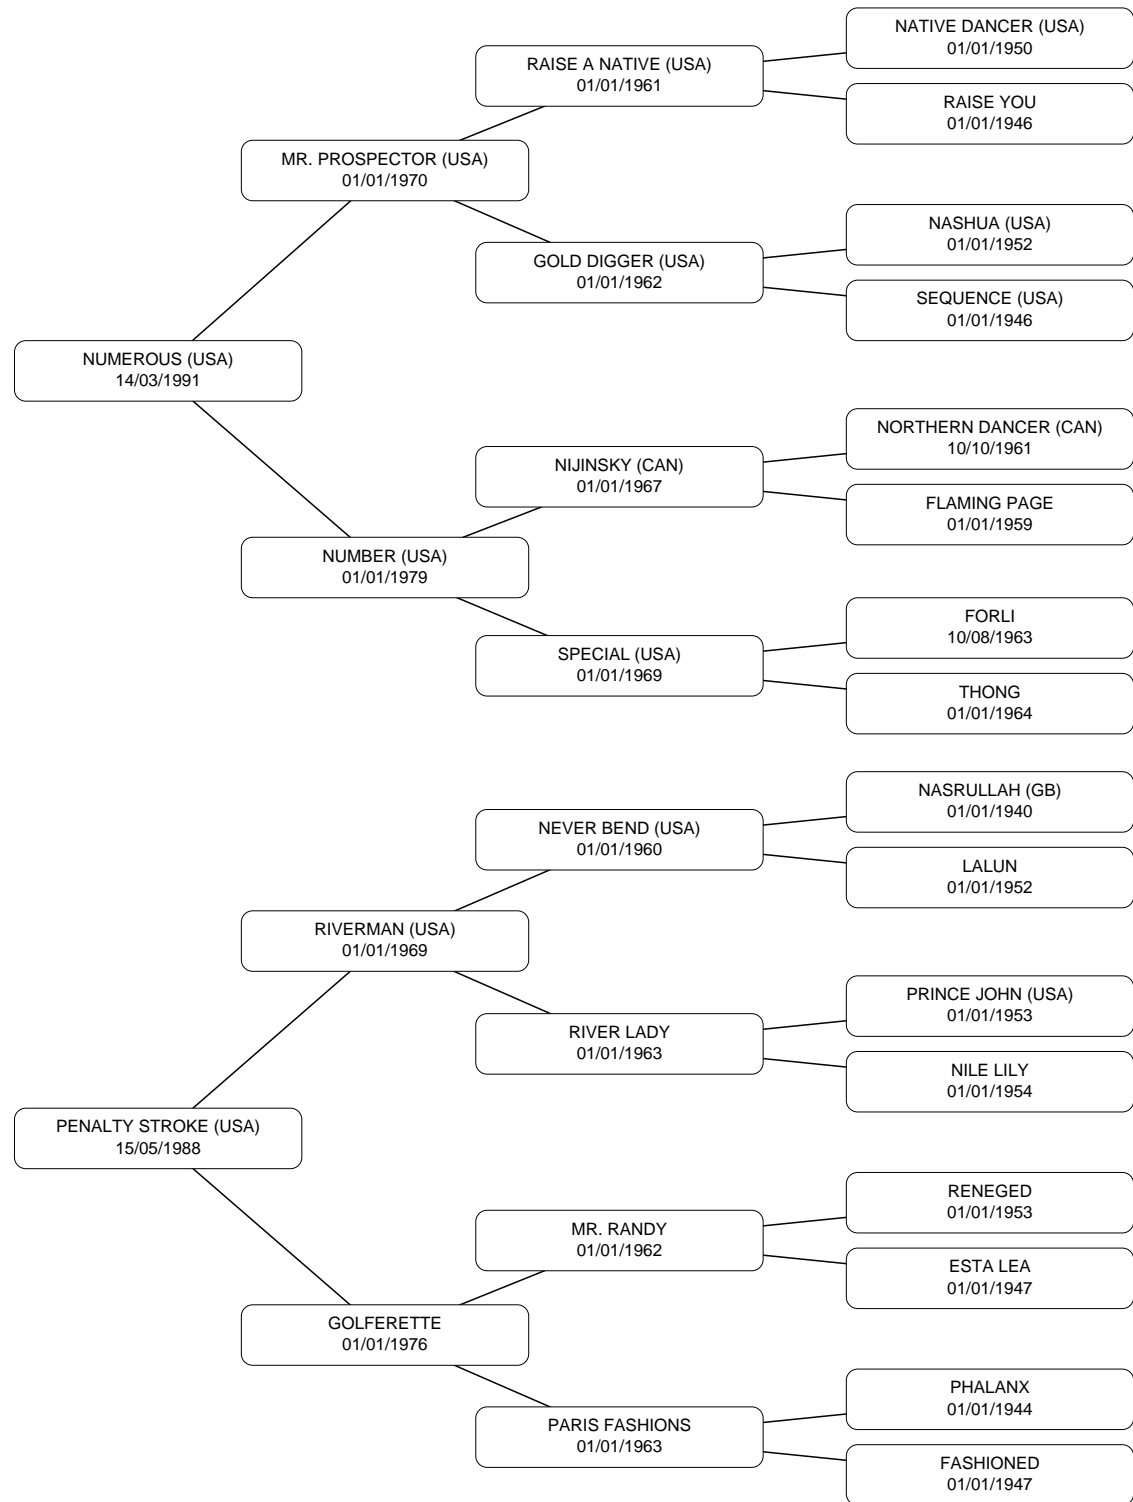 NATIVE DANCER (USA)
01/01/1950
RAISE A NATIVE (USA)
01/01/1961
RAISE YOU
01/01/1946
MR. PROSPECTOR (USA)
01/01/1970
NASHUA (USA)
01/01/1952
GOLD DIGGER (USA)
01/01/1962
SEQUENCE (USA)
01/01/1946
NUMEROUS (USA)
14/03/1991
NORTHERN DANCER (CAN)
10/10/1961
NIJINSKY (CAN)
01/01/1967
FLAMING PAGE
01/01/1959
NUMBER (USA)
01/01/1979
FORLI
10/08/1963
SPECIAL (USA)
01/01/1969
THONG
01/01/1964
NASRULLAH (GB)
01/01/1940
NEVER BEND (USA)
01/01/1960
LALUN
01/01/1952
RIVERMAN (USA)
01/01/1969
PRINCE JOHN (USA)
01/01/1953
RIVER LADY
01/01/1963
NILE LILY
01/01/1954
PENALTY STROKE (USA)
15/05/1988
RENEGED
01/01/1953
MR. RANDY
01/01/1962
ESTA LEA
01/01/1947
GOLFERETTE
01/01/1976
PHALANX
01/01/1944
PARIS FASHIONS
01/01/1963
FASHIONED
01/01/1947